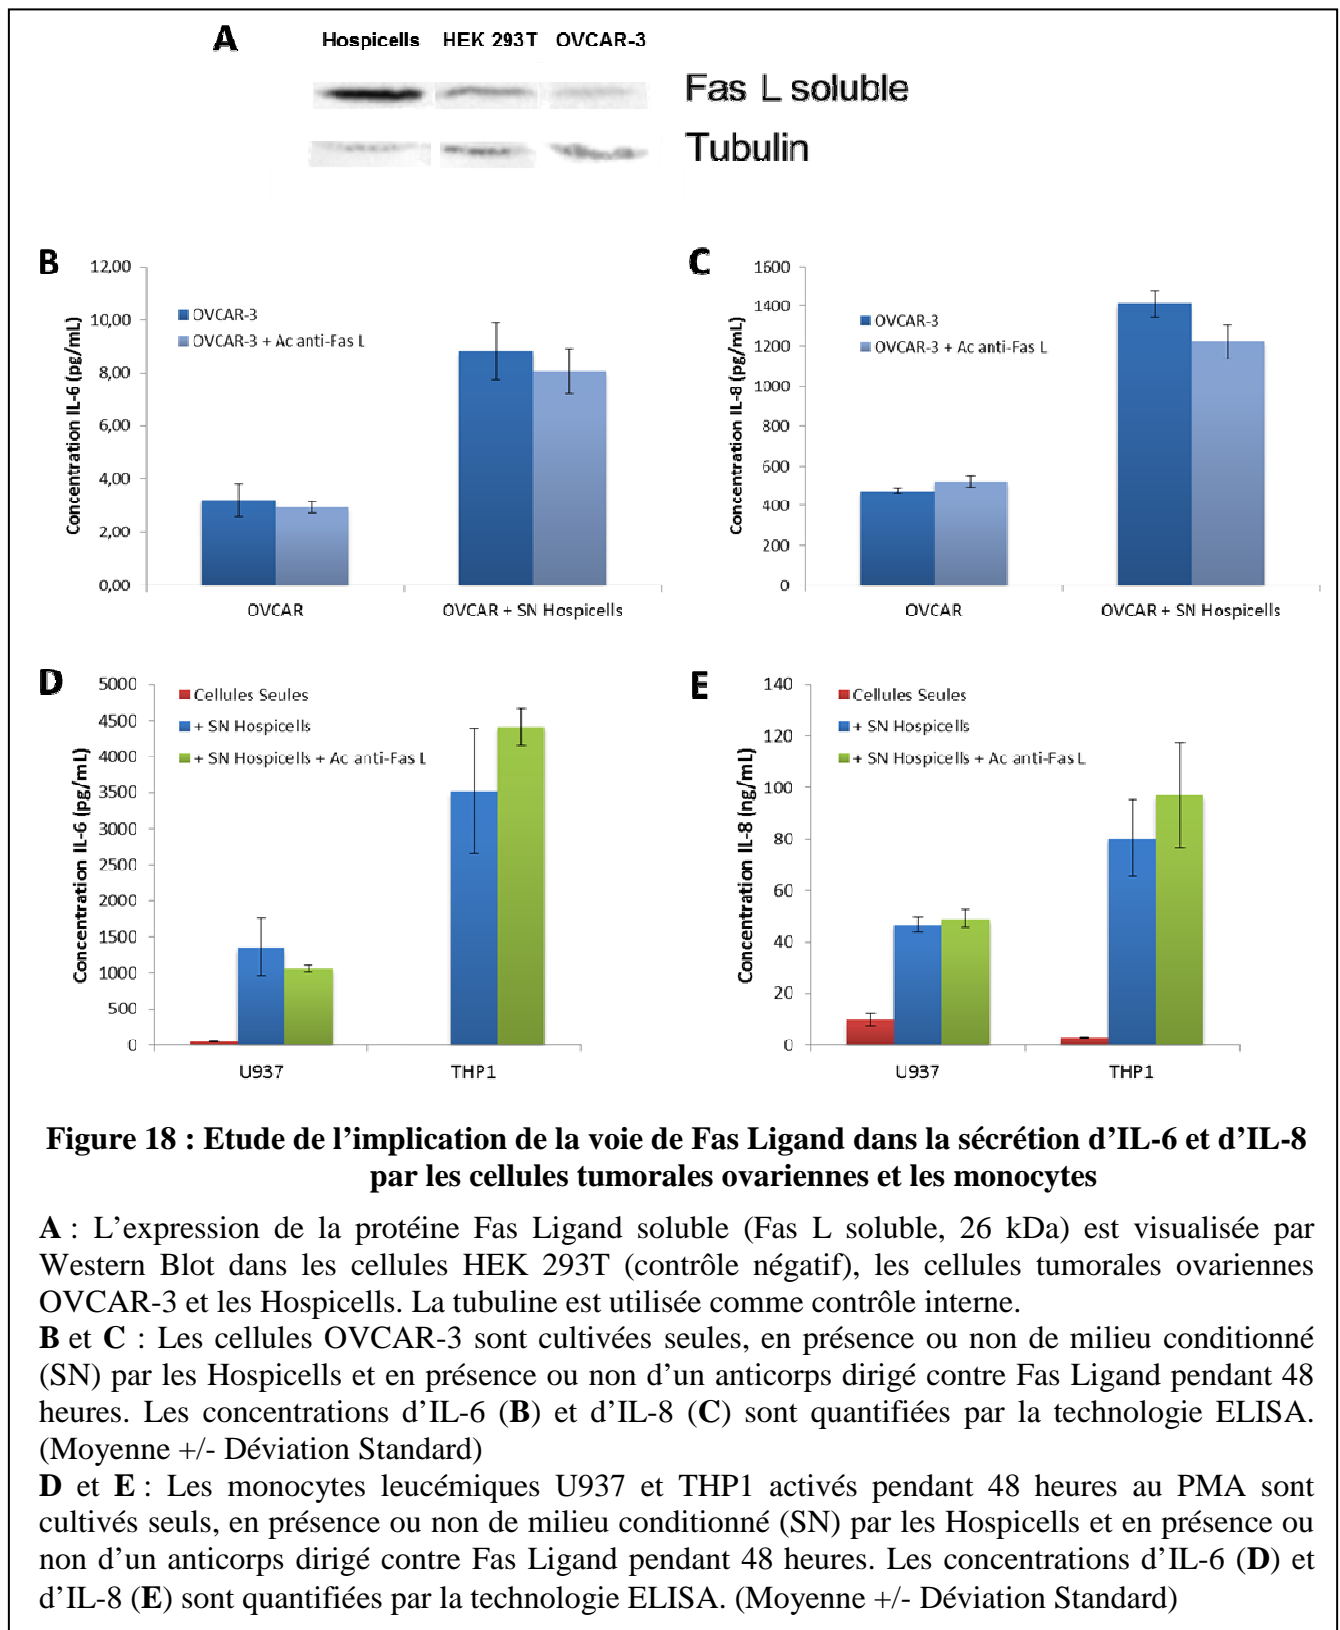 A
Hospicells HEK 293T OVCAR-3
Fas L soluble
Tubulin
B
Concentration IL-6 (pg/mL)
12,00
10,00
8,00
6,00
4,00
2,00
0,00
OVCAR-3
OVCAR-3 + Ac anti-Fas L
OVCAR
OVCAR + SN Hospicells
C
Concentration IL-8 (pg/mL)
1600
1400
1200
1000
800
600
400
200
0
OVCAR-3
OVCAR-3 + Ac anti-Fas L
OVCAR
OVCAR + SN Hospicells
D
Concentration IL-6 (pg/mL)
5000
4500
4000
3500
3000
2500
2000
1500
1000
500
0
Cellules Seules
+ SN Hospicells
+ SN Hospicells + Ac anti-Fas L
U937
THP1
E
Concentration IL-8 (ng/mL)
140
120
100
80
60
40
20
0
Cellules Seules
+ SN Hospicells
+ SN Hospicells + Ac anti-Fas L
U937
THP1
Figure 18 : Etude de l’implication de la voie de Fas Ligand dans la sécrétion d’IL-6 et d’IL-8
par les cellules tumorales ovariennes et les monocytes
A : L’expression de la protéine Fas Ligand soluble (Fas L soluble, 26 kDa) est visualisée par
Western Blot dans les cellules HEK 293T (contrôle négatif), les cellules tumorales ovariennes
OVCAR-3 et les Hospicells. La tubuline est utilisée comme contrôle interne.
B et C : Les cellules OVCAR-3 sont cultivées seules, en présence ou non de milieu conditionné
(SN) par les Hospicells et en présence ou non d’un anticorps dirigé contre Fas Ligand pendant 48
heures. Les concentrations d’IL-6 (B) et d’IL-8 (C) sont quantifiées par la technologie ELISA.
(Moyenne +/- Déviation Standard)
D et E : Les monocytes leucémiques U937 et THP1 activés pendant 48 heures au PMA sont
cultivés seuls, en présence ou non de milieu conditionné (SN) par les Hospicells et en présence ou
non d’un anticorps dirigé contre Fas Ligand pendant 48 heures. Les concentrations d’IL-6 (D) et
d’IL-8 (E) sont quantifiées par la technologie ELISA. (Moyenne +/- Déviation Standard)